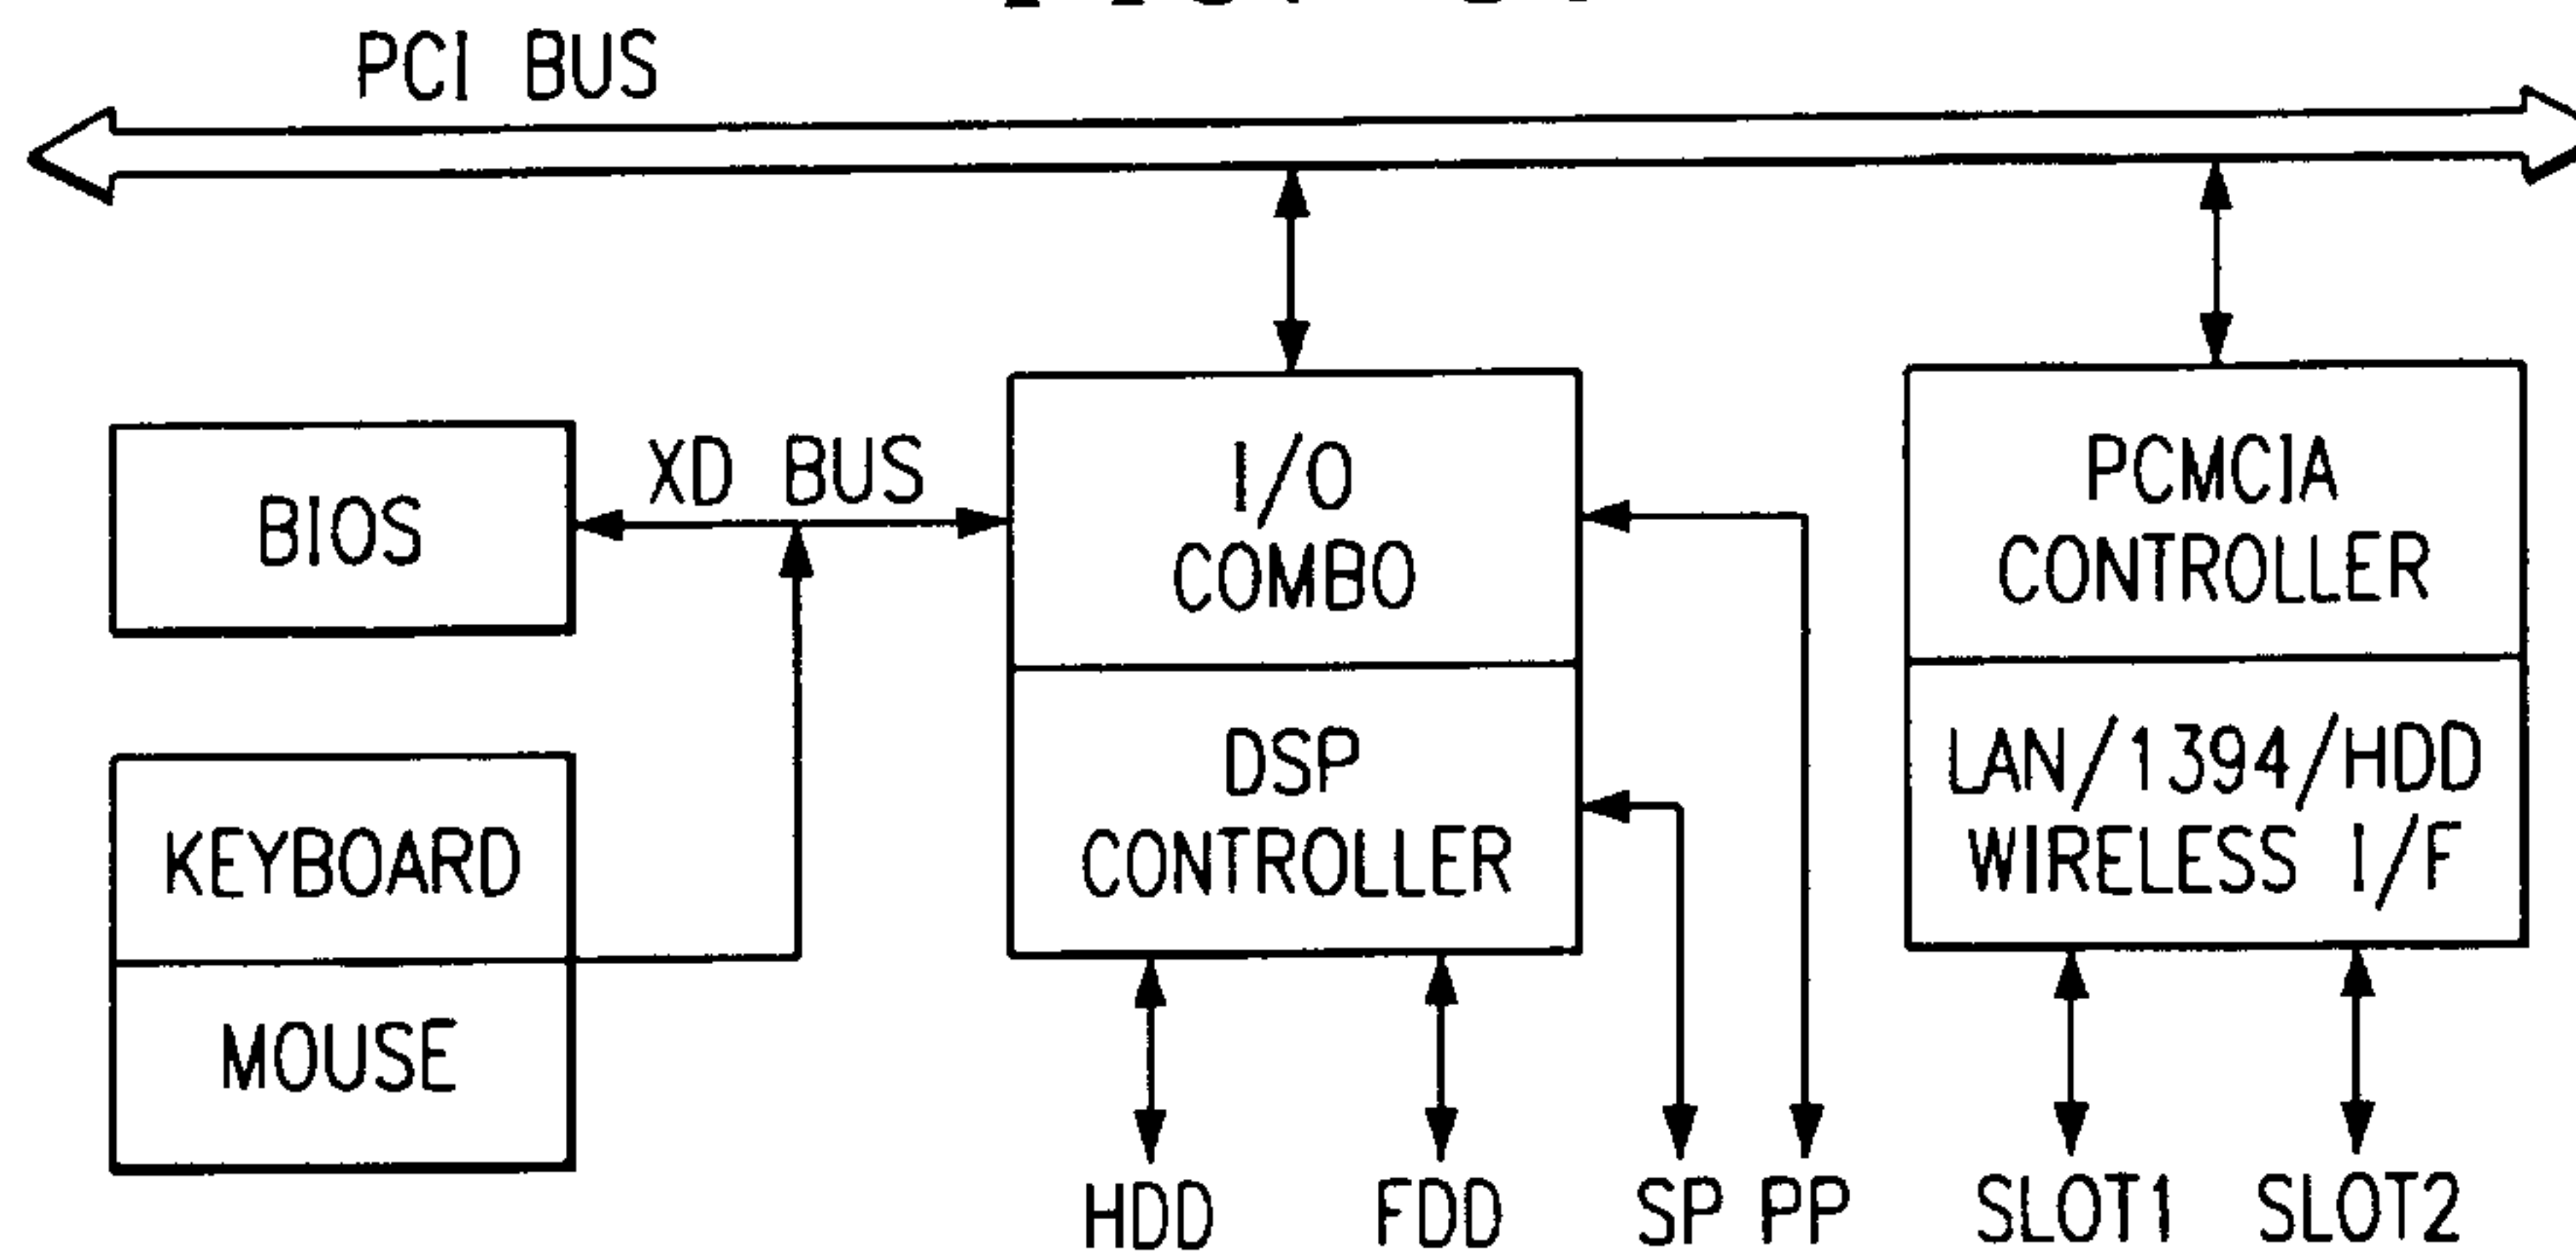 PCI BUS
BIOS
XD BUS
I/O
COMBO
PCMCIA
CONTROLLER
KEYBOARD
MOUSE
DSP
CONTROLLER
LAN/1394/HDD
WIRELESS I/F
HDD
FDD
SP
PP
SLOT1
SLOT2